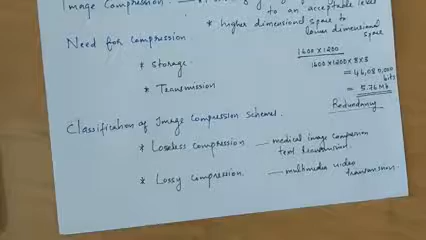 Image Compression.
to an acceptable level
* higher dimensional space to
lower dimensional
space
Need for compression
* Storage.
* Transmission
1600 x 1200
1600 x 1200 x 8 x 3
= 46,080,000
bits
= 5.76 Mb
Redundancy
Classification of Image Compression Schemes.
* Lossless compression — medical image compression
text transmission.
* Lossy compression. — multimedia video
transmission.